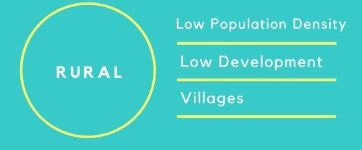 RURAL
Low Population Density
Low Development
Villages